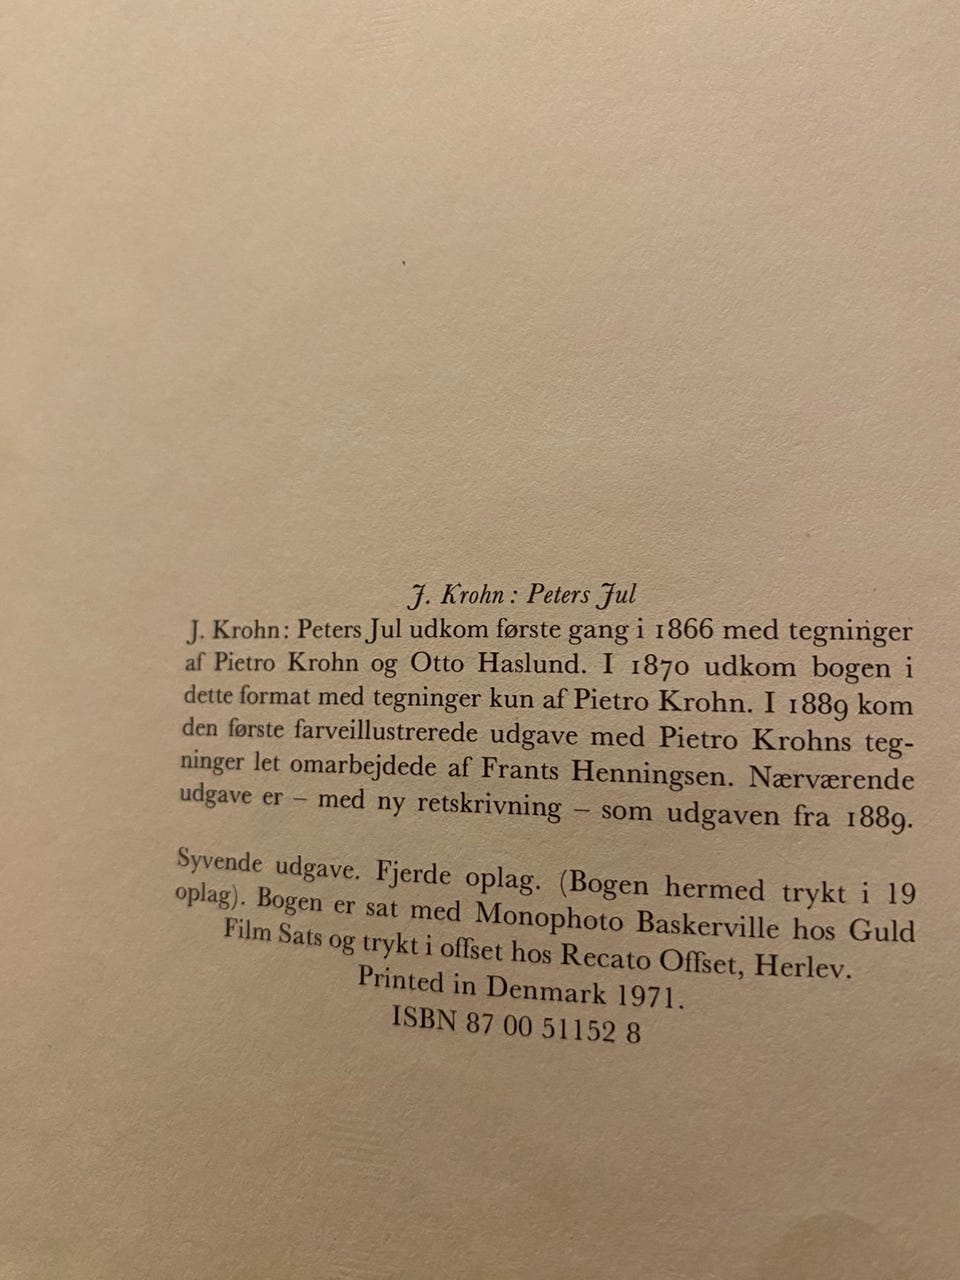 J. Krohn: Peters Jul
J. Krohn: Peters Jul udkom første gang i 1866 med tegninger
af Pietro Krohn og Otto Haslund. I 1870 udkom bogen i
dette format med tegninger kun af Pietro Krohn. I 1889 kom
den første farveillustrerede udgave med Pietro Krohns teg-
ninger let omarbejdede af Frants Henningsen. Nærværende
udgave er – med ny retskrivning – som udgaven fra 1889.
Syvende udgave. Fjerde oplag. (Bogen hermed trykt i 19
oplag). Bogen er sat med Monophoto Baskerville hos Guld
Film Sats og trykt i offset hos Recato Offset, Herlev.
Printed in Denmark 1971.
ISBN 87 00 51152 8